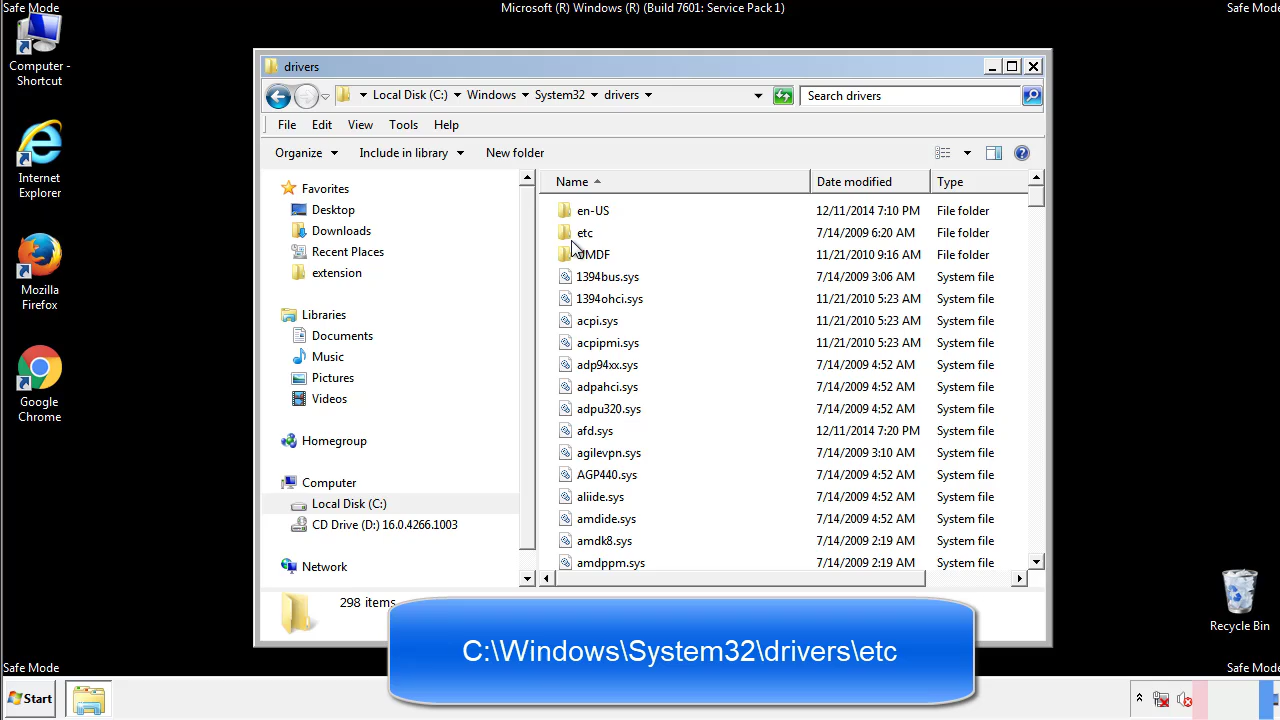 Safe Mode
Microsoft (R) Windows (R) (Build 7601: Service Pack 1)
Safe Mod
Computer -
Shortcut
Internet
Explorer
Mozilla
Firefox
Google
Chrome
drivers
Local Disk (C:) Windows System32 drivers
Search drivers
File Edit View Tools Help
Organize Include in library New folder
Favorites
Desktop
Downloads
Recent Places
extension
Libraries
Documents
Music
Pictures
Videos
Homegroup
Computer
Local Disk (C:)
CD Drive (D:) 16.0.4266.1003
Network
Name Date modified Type
en-US 12/11/2014 7:10 PM File folder
etc 7/14/2009 6:20 AM File folder
UMDF 11/21/2010 9:16 AM File folder
1394bus.sys 7/14/2009 3:06 AM System file
1394ohci.sys 11/21/2010 5:23 AM System file
acpi.sys 11/21/2010 5:23 AM System file
acpipmi.sys 11/21/2010 5:23 AM System file
adp94xx.sys 7/14/2009 4:52 AM System file
adpahci.sys 7/14/2009 4:52 AM System file
adpu320.sys 7/14/2009 4:52 AM System file
afd.sys 12/11/2014 7:20 PM System file
agilevpn.sys 7/14/2009 3:10 AM System file
AGP440.sys 7/14/2009 4:52 AM System file
aliide.sys 7/14/2009 4:52 AM System file
amdide.sys 7/14/2009 4:52 AM System file
amdk8.sys 7/14/2009 2:19 AM System file
amdppm.sys 7/14/2009 2:19 AM System file
298 items
C:\Windows\System32\drivers\etc
Recycle Bin
Safe Mode
Safe Mode
Start